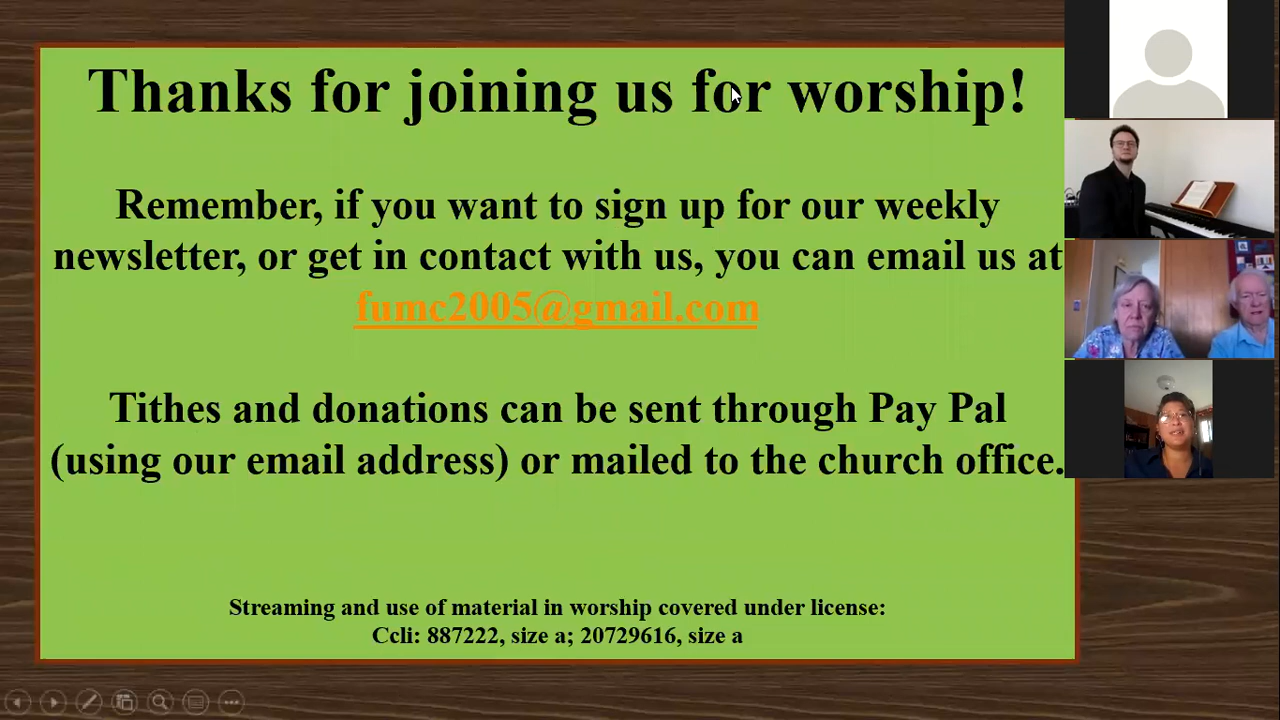 Thanks for joining us for worship!
Remember, if you want to sign up for our weekly
newsletter, or get in contact with us, you can email us at
fumc2005@gmail.com
Tithes and donations can be sent through Pay Pal
(using our email address) or mailed to the church office.
Streaming and use of material in worship covered under license:
Ccli: 887222, size a; 20729616, size a